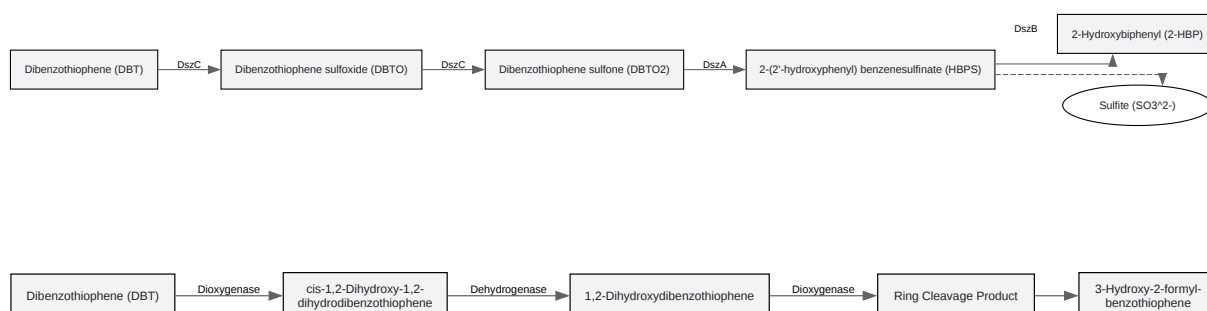 DszB
2-Hydroxybiphenyl (2-HBP)
Dibenzothiophene (DBT)
DszC
Dibenzothiophene sulfoxide (DBTO)
DszC
Dibenzothiophene sulfone (DBTO2)
DszA
2-(2'-hydroxyphenyl) benzenesulfinate (HBPS)
Sulfite (SO3^2-)
Dibenzothiophene (DBT)
Dioxygenase
cis-1,2-Dihydroxy-1,2-
dihydrodibenzothiophene
Dehydrogenase
1,2-Dihydroxydibenzothiophene
Dioxygenase
Ring Cleavage Product
3-Hydroxy-2-formyl-
benzothiophene